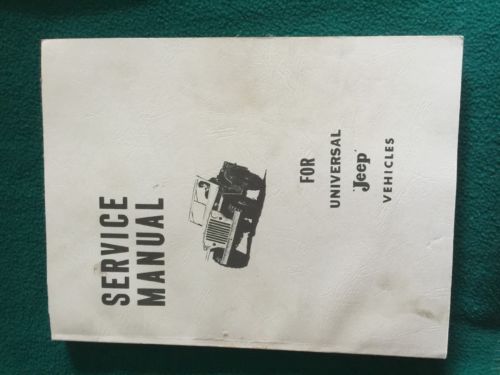 SERVICE
MANUAL
FOR
UNIVERSAL
'Jeep'
VEHICLES